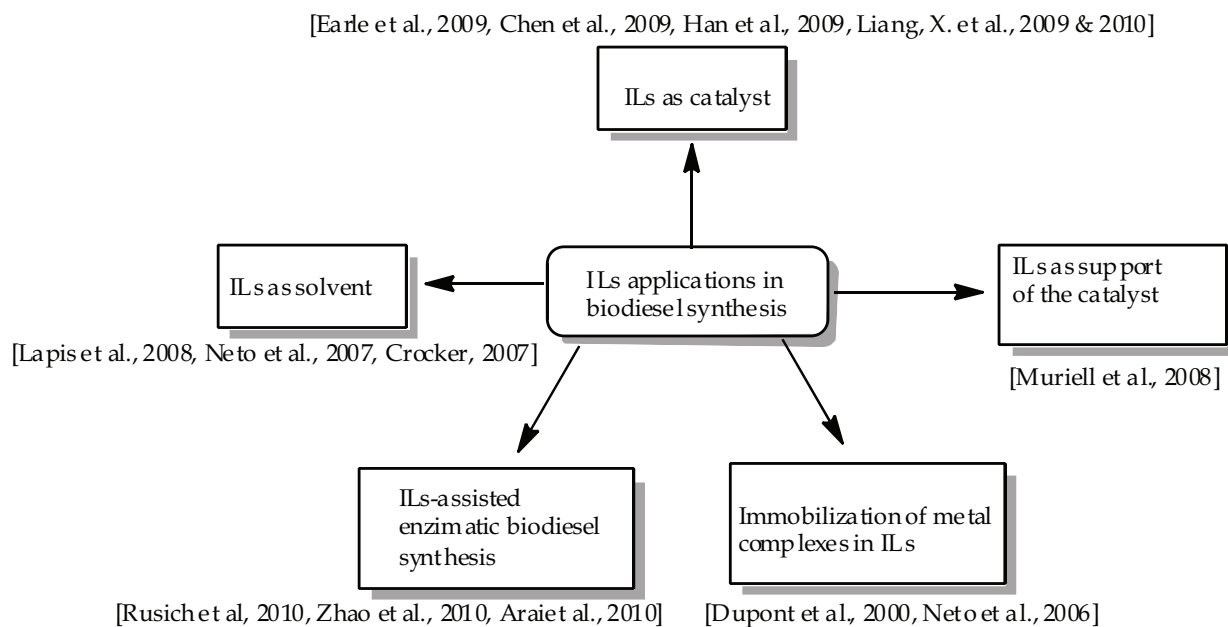 [Earle et al., 2009, Chen et al., 2009, Han et al., 2009, Liang, X. et al., 2009 & 2010]
ILs as catalyst
ILs as solvent
[Lapis et al., 2008, Neto et al., 2007, Crocker, 2007]
ILs applications in
biodiesel synthesis
ILs as support
of the catalyst
[Muriell et al., 2008]
ILs-assisted
enzimatic biodiesel
synthesis
[Rusich et al, 2010, Zhao et al., 2010, Arai et al., 2010]
Immobilization of metal
complexes in ILs
[Dupont et al., 2000, Neto et al., 2006]